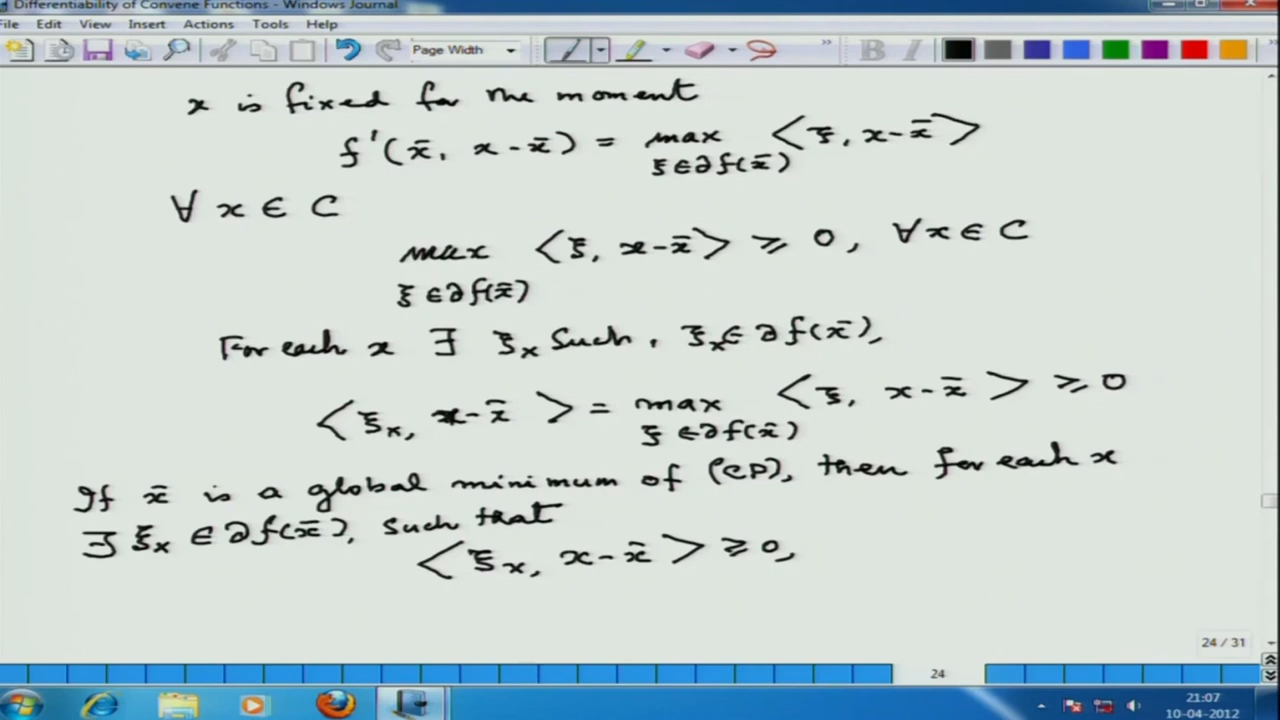 Differentiability of Convene Functions - Windows Journal
File Edit View Insert Actions Tools Help
Page Width
x is fixed for the moment
f'(x̄, x-x̄) = max ⟨ξ, x-x̄⟩
ξ∈∂f(x̄)
∀ x ∈ C
max ⟨ξ, x-x̄⟩ ≥ 0, ∀x ∈ C
ξ∈∂f(x̄)
For each x ∃ ξₓ Such, ξₓ∈ ∂f(x̄),
⟨ξₓ, x-x̄⟩ = max ⟨ξ, x-x̄⟩ ≥ 0
ξ∈∂f(x̄)
If x̄ is a global minimum of (CP), then for each x
∃ ξₓ ∈ ∂f(x̄), such that
⟨ξₓ, x-x̄⟩ ≥ 0,
24 / 31
24
21:07
10-04-2012